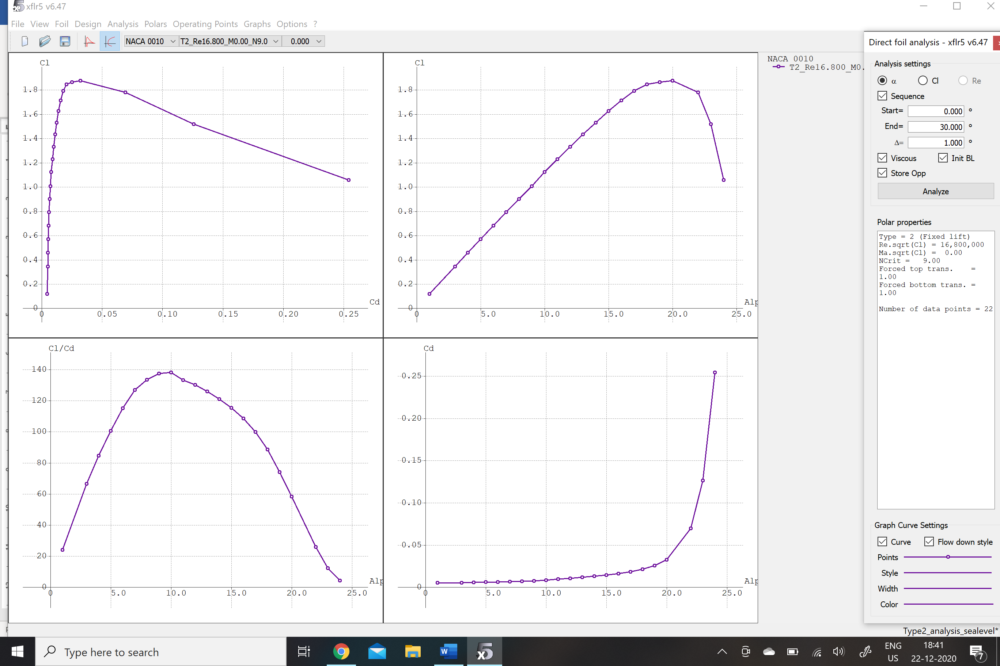 xflr5 v6.47
File View Foil Design Analysis Polars Operating Points Graphs Options ?
NACA 0010 T2_Re16.800_M0.00_N9.0 0.000
Cl
1.8
1.6
1.4
1.2
1.0
0.8
0.6
0.4
0.2
0
0 0.05 0.10 0.15 0.20 0.25
Cd
Cl
1.8
1.6
1.4
1.2
1.0
0.8
0.6
0.4
0.2
0
0 5.0 10.0 15.0 20.0 25.0
Alp
Cl/Cd
140
120
100
80
60
40
20
0
0 5.0 10.0 15.0 20.0 25.0
Alp
Cd
0.25
0.20
0.15
0.10
0.05
0
0 5.0 10.0 15.0 20.0 25.0
Alp
NACA 0010
T2_Re16.800_M0.
Direct foil analysis - xflr5 v6.47
Analysis settings
α Cl Re
Sequence
Start= 0.000 °
End= 30.000 °
Δ= 1.000 °
Viscous Init BL
Store Opp
Analyze
Polar properties
Type = 2 (Fixed lift)
Re.sqrt(Cl) = 16,800,000
Ma.sqrt(Cl) = 0.00
NCrit = 9.00
Forced top trans. =
1.00
Forced bottom trans. =
1.00
Number of data points = 22
Graph Curve Settings
Curve Flow down style
Points
Style
Width
Color
Type2_analysis_sealevel*
Type here to search
W
x5
ENG
US
18:41
22-12-2020
7